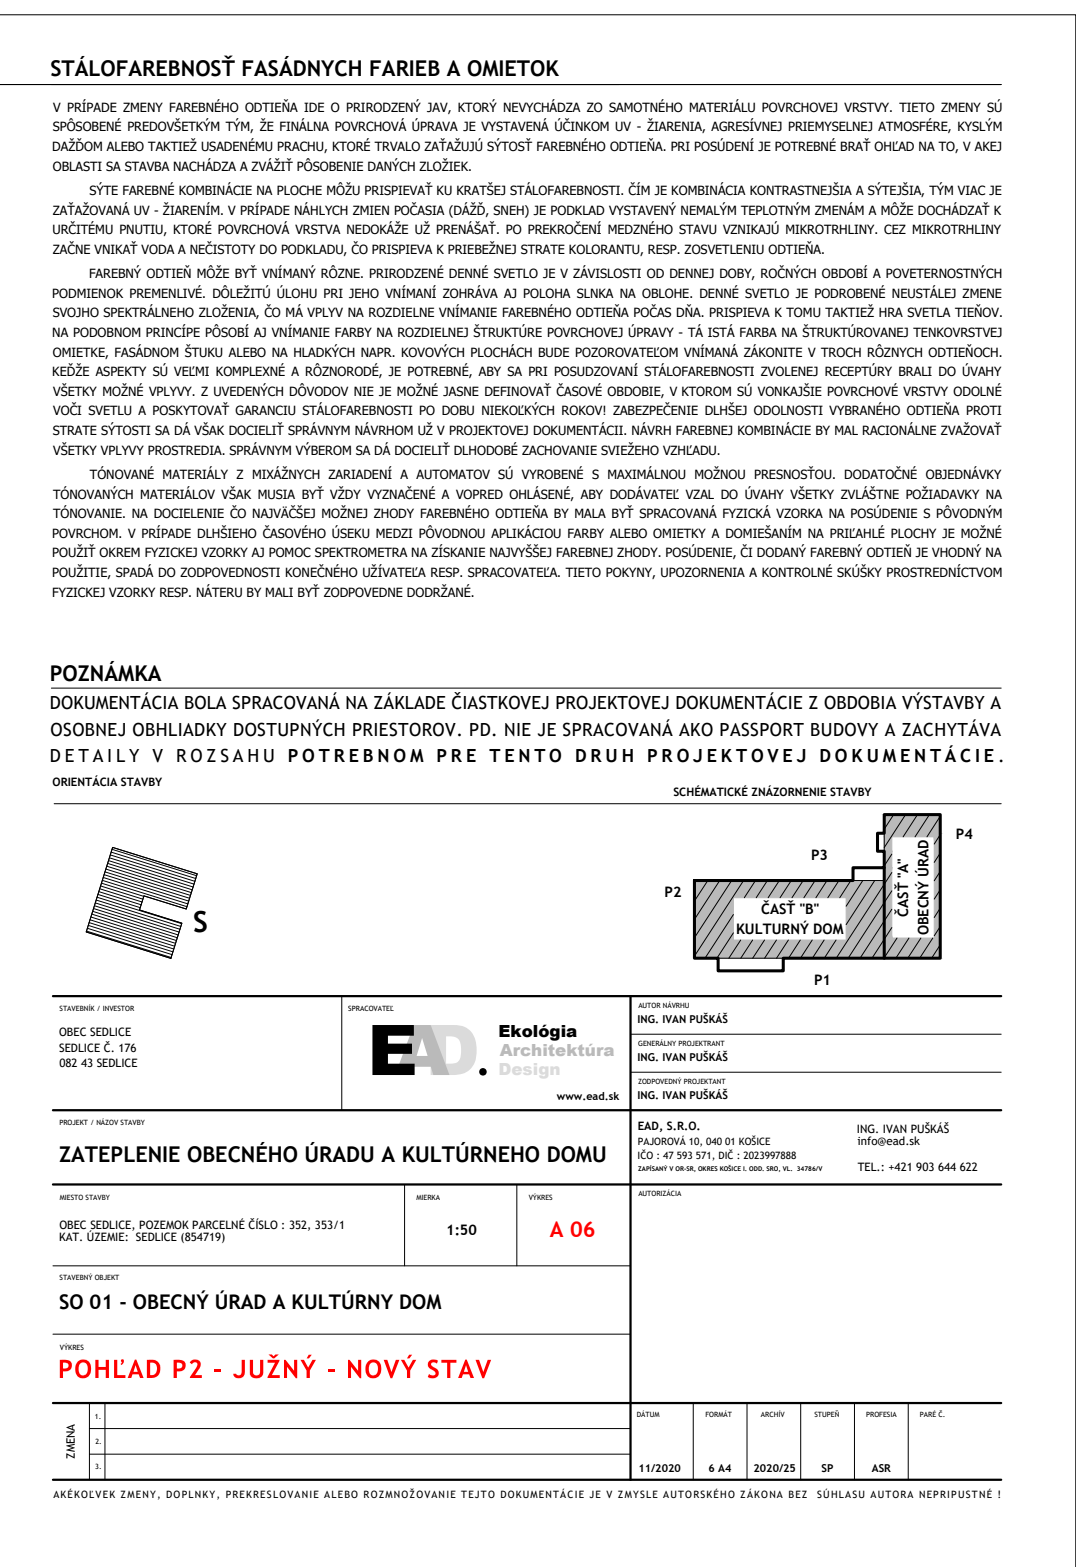 STÁLOFAREBNOSŤ FASÁDNYCH FARIEB A OMIETOK
V PRÍPADE ZMENY FAREBNÉHO ODTIEŇA IDE O PRIRODZENÝ JAV, KTORÝ NEVYCHÁDZA ZO SAMOTNÉHO MATERIÁLU POVRCHOVEJ VRSTVY. TIETO ZMENY SÚ
SPÔSOBENÉ PREDOVŠETKÝM TÝM, ŽE FINÁLNA POVRCHOVÁ ÚPRAVA JE VYSTAVENÁ ÚČINKOM UV - ŽIARENIA, AGRESÍVNEJ PRIEMYSELNEJ ATMOSFÉRE, KYSLÝM
DAŽĎOM ALEBO TAKTIEŽ USADENÉMU PRACHU, KTORÉ TRVALO ZAŤAŽUJÚ SÝTOSŤ FAREBNÉHO ODTIEŇA. PRI POSÚDENÍ JE POTREBNÉ BRAŤ OHĽAD NA TO, V AKEJ
OBLASTI SA STAVBA NACHÁDZA A ZVÁŽIŤ PÔSOBENIE DANÝCH ZLOŽIEK.
SÝTE FAREBNÉ KOMBINÁCIE NA PLOCHE MÔŽU PRISPIEVAŤ KU KRATŠEJ STÁLOFAREBNOSTI. ČÍM JE KOMBINÁCIA KONTRASTNEJŠIA A SÝTEJŠIA, TÝM VIAC JE
ZAŤAŽOVANÁ UV - ŽIARENÍM. V PRÍPADE NÁHLYCH ZMIEN POČASIA (DÁŽĎ, SNEH) JE PODKLAD VYSTAVENÝ NEMALÝM TEPLOTNÝM ZMENÁM A MÔŽE DOCHÁDZAŤ K
URČITÉMU PNUTIU, KTORÉ POVRCHOVÁ VRSTVA NEDOKÁŽE UŽ PRENÁŠAŤ. PO PREKROČENÍ MEDZNÉHO STAVU VZNIKAJÚ MIKROTRHLINY. CEZ MIKROTRHLINY
ZAČNE VNIKAŤ VODA A NEČISTOTY DO PODKLADU, ČO PRISPIEVA K PRIEBEŽNEJ STRATE KOLORANTU, RESP. ZOSVETLENIU ODTIEŇA.
FAREBNÝ ODTIEŇ MÔŽE BYŤ VNÍMANÝ RÔZNE. PRIRODZENÉ DENNÉ SVETLO JE V ZÁVISLOSTI OD DENNEJ DOBY, ROČNÝCH OBDOBÍ A POVETERNOSTNÝCH
PODMIENOK PREMENLIVÉ. DÔLEŽITÚ ÚLOHU PRI JEHO VNÍMANÍ ZOHRÁVA AJ POLOHA SLNKA NA OBLOHE. DENNÉ SVETLO JE PODROBENÉ NEUSTÁLEJ ZMENE
SVOJHO SPEKTRÁLNEHO ZLOŽENIA, ČO MÁ VPLYV NA ROZDIELNE VNÍMANIE FAREBNÉHO ODTIEŇA POČAS DŇA. PRISPIEVA K TOMU TAKTIEŽ HRA SVETLA TIEŇOV.
NA PODOBNOM PRINCÍPE PÔSOBÍ AJ VNÍMANIE FARBY NA ROZDIELNEJ ŠTRUKTÚRE POVRCHOVEJ ÚPRAVY - TÁ ISTÁ FARBA NA ŠTRUKTÚROVANEJ TENKOVRSTVEJ
OMIETKE, FASÁDNOM ŠTUKU ALEBO NA HLADKÝCH NAPR. KOVOVÝCH PLOCHÁCH BUDE POZOROVATEĽOM VNÍMANÁ ZÁKONITE V TROCH RÔZNYCH ODTIEŇOCH.
KEĎŽE ASPEKTY SÚ VEĽMI KOMPLEXNÉ A RÔZNORODÉ, JE POTREBNÉ, ABY SA PRI POSUDZOVANÍ STÁLOFAREBNOSTI ZVOLENEJ RECEPTÚRY BRALI DO ÚVAHY
VŠETKY MOŽNÉ VPLYVY. Z UVEDENÝCH DÔVODOV NIE JE MOŽNÉ JASNE DEFINOVAŤ ČASOVÉ OBDOBIE, V KTOROM SÚ VONKAJŠIE POVRCHOVÉ VRSTVY ODOLNÉ
VOČI SVETLU A POSKYTOVAŤ GARANCIU STÁLOFAREBNOSTI PO DOBU NIEKOĽKÝCH ROKOV! ZABEZPEČENIE DLHŠEJ ODOLNOSTI VYBRANÉHO ODTIEŇA PROTI
STRATE SÝTOSTI SA DÁ VŠAK DOCIELIŤ SPRÁVNYM NÁVRHOM UŽ V PROJEKTOVEJ DOKUMENTÁCII. NÁVRH FAREBNEJ KOMBINÁCIE BY MAL RACIONÁLNE ZVAŽOVAŤ
VŠETKY VPLYVY PROSTREDIA. SPRÁVNYM VÝBEROM SA DÁ DOCIELIŤ DLHODOBÉ ZACHOVANIE SVIEŽEHO VZHĽADU.
TÓNOVANÉ MATERIÁLY Z MIXÁŽNYCH ZARIADENÍ A AUTOMATOV SÚ VYROBENÉ S MAXIMÁLNOU MOŽNOU PRESNOSŤOU. DODATOČNÉ OBJEDNÁVKY
TÓNOVANÝCH MATERIÁLOV VŠAK MUSIA BYŤ VŽDY VYZNAČENÉ A VOPRED OHLÁSENÉ, ABY DODÁVATEĽ VZAL DO ÚVAHY VŠETKY ZVLÁŠTNE POŽIADAVKY NA
TÓNOVANIE. NA DOCIELENIE ČO NAJVÄČŠEJ MOŽNEJ ZHODY FAREBNÉHO ODTIEŇA BY MALA BYŤ SPRACOVANÁ FYZICKÁ VZORKA NA POSÚDENIE S PÔVODNÝM
POVRCHOM. V PRÍPADE DLHŠIEHO ČASOVÉHO ÚSEKU MEDZI PÔVODNOU APLIKÁCIOU FARBY ALEBO OMIETKY A DOMIEŠANÍM NA PRIĽAHLÉ PLOCHY JE MOŽNÉ
POUŽIŤ OKREM FYZICKEJ VZORKY AJ POMOC SPEKTROMETRA NA ZÍSKANIE NAJVYŠŠEJ FAREBNEJ ZHODY. POSÚDENIE, ČI DODANÝ FAREBNÝ ODTIEŇ JE VHODNÝ NA
POUŽITIE, SPADÁ DO ZODPOVEDNOSTI KONEČNÉHO UŽÍVATEĽA RESP. SPRACOVATEĽA. TIETO POKYNY, UPOZORNENIA A KONTROLNÉ SKÚŠKY PROSTREDNÍCTVOM
FYZICKEJ VZORKY RESP. NÁTERU BY MALI BYŤ ZODPOVEDNE DODRŽANÉ.
POZNÁMKA
DOKUMENTÁCIA BOLA SPRACOVANÁ NA ZÁKLADE ČIASTKOVEJ PROJEKTOVEJ DOKUMENTÁCIE Z OBDOBIA VÝSTAVBY A
OSOBNEJ OBHLIADKY DOSTUPNÝCH PRIESTOROV. PD. NIE JE SPRACOVANÁ AKO PASSPORT BUDOVY A ZACHYTÁVA
DETAILY V ROZSAHU POTREBNOM PRE TENTO DRUH PROJEKTOVEJ DOKUMENTÁCIE.
ORIENTÁCIA STAVBY
SCHÉMATICKÉ ZNÁZORNENIE STAVBY
S
P4
P3
P2
ČASŤ "A"
OBECNÝ ÚRAD
ČASŤ "B"
KULTURNÝ DOM
P1
STAVEBNÍK / INVESTOR
OBEC SEDLICE
SEDLICE Č. 176
082 43 SEDLICE
SPRACOVATEĽ
EAD.
Ekológia
Architektúra
Design
www.ead.sk
AUTOR NÁVRHU
ING. IVAN PUŠKÁŠ
GENERÁLNY PROJEKTRANT
ING. IVAN PUŠKÁŠ
ZODPOVEDNÝ PROJEKTANT
ING. IVAN PUŠKÁŠ
PROJEKT / NÁZOV STAVBY
ZATEPLENIE OBECNÉHO ÚRADU A KULTÚRNEHO DOMU
EAD, S.R.O.
PAJOROVÁ 10, 040 01 KOŠICE
IČO : 47 593 571, DIČ : 2023997888
ZAPÍSANÝ V OR-SR, OKRES KOŠICE I. ODD. SRO, VL. 34786/V
ING. IVAN PUŠKÁŠ
info@ead.sk
TEL.: +421 903 644 622
MIESTO STAVBY
OBEC SEDLICE, POZEMOK PARCELNÉ ČÍSLO : 352, 353/1
KAT. ÚZEMIE: SEDLICE (854719)
MIERKA
1:50
VÝKRES
A 06
AUTORIZÁCIA
STAVEBNÝ OBJEKT
SO 01 - OBECNÝ ÚRAD A KULTÚRNY DOM
VÝKRES
POHĽAD P2 - JUŽNÝ - NOVÝ STAV
ZMENA
1.
2.
3.
DÁTUM
11/2020
FORMÁT
6 A4
ARCHÍV
2020/25
STUPEŇ
SP
PROFESIA
ASR
PARÉ Č.
AKÉKOĽVEK ZMENY, DOPLNKY, PREKRESLOVANIE ALEBO ROZMNOŽOVANIE TEJTO DOKUMENTÁCIE JE V ZMYSLE AUTORSKÉHO ZÁKONA BEZ SÚHLASU AUTORA NEPRIPUSTNÉ !